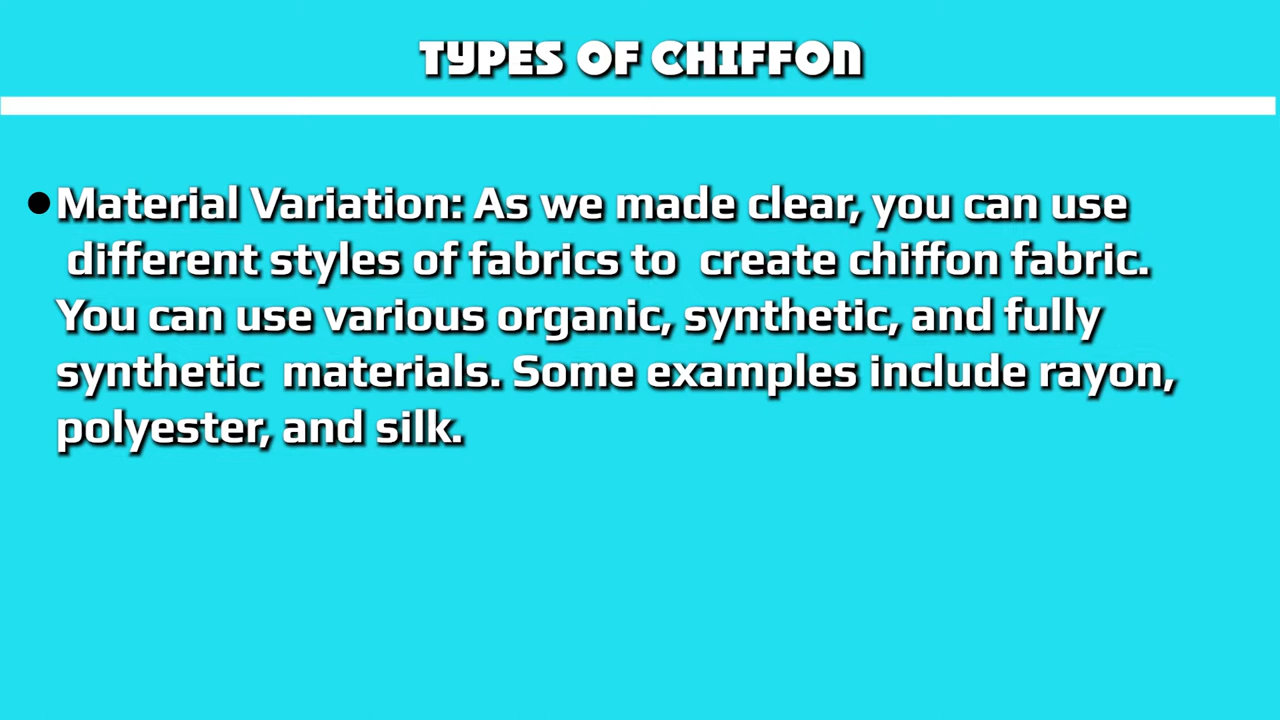 TYPES OF CHIFFON
•Material Variation: As we made clear, you can use
different styles of fabrics to create chiffon fabric.
You can use various organic, synthetic, and fully
synthetic materials. Some examples include rayon,
polyester, and silk.